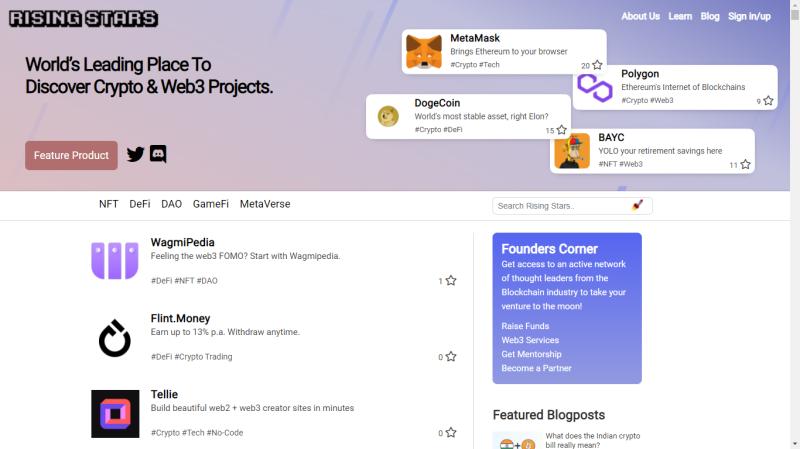 RISING STARS
About Us Learn Blog Sign in/up
World's Leading Place To
Discover Crypto & Web3 Projects.
Feature Product
MetaMask
Brings Ethereum to your browser
#Crypto #Tech
20
Polygon
Ethereum's Internet of Blockchains
#Crypto #Web3
9
DogeCoin
World's most stable asset, right Elon?
#Crypto #DeFi
15
BAYC
YOLO your retirement savings here
#NFT #Web3
11
NFT DeFi DAO GameFi MetaVerse
Search Rising Stars..
WagmiPedia
Feeling the web3 FOMO? Start with Wagmipedia.
#DeFi #NFT #DAO
1
Flint.Money
Earn up to 13% p.a. Withdraw anytime.
#DeFi #Crypto Trading
0
Tellie
Build beautiful web2 + web3 creator sites in minutes
#Crypto #Tech #No-Code
0
Founders Corner
Get access to an active network
of thought leaders from the
Blockchain industry to take your
venture to the moon!
Raise Funds
Web3 Services
Get Mentorship
Become a Partner
Featured Blogposts
What does the Indian crypto
bill really mean?